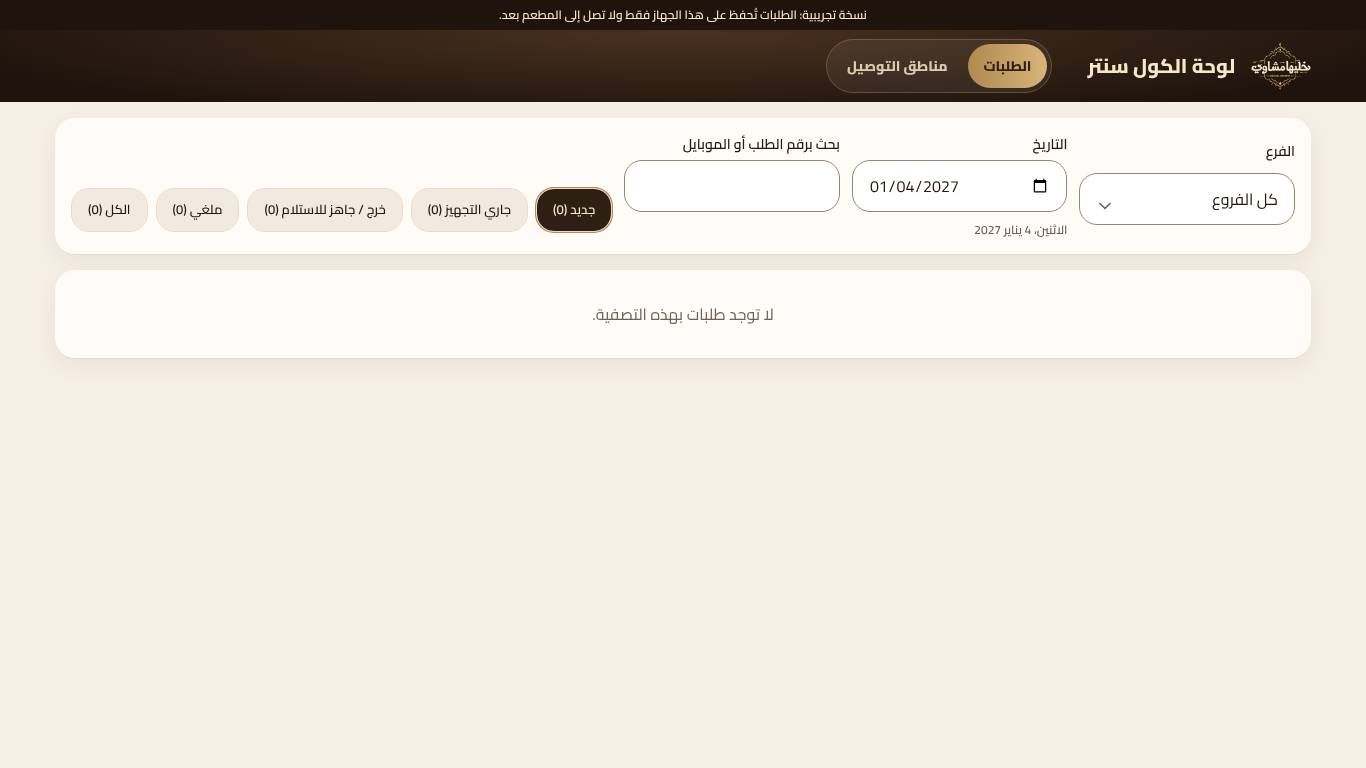 نسخة تجريبية: الطلبات تُحفظ على هذا الجهاز فقط ولا تصل إلى المطعم بعد.
خليها مشاوي
لوحة الكول سنتر
الطلبات
مناطق التوصيل
الفرع
كل الفروع
التاريخ
01/04/2027
الاثنين، 4 يناير 2027
بحث برقم الطلب أو الموبايل
جديد (0)
جاري التجهيز (0)
خرج / جاهز للاستلام (0)
ملغي (0)
الكل (0)
لا توجد طلبات بهذه التصفية.